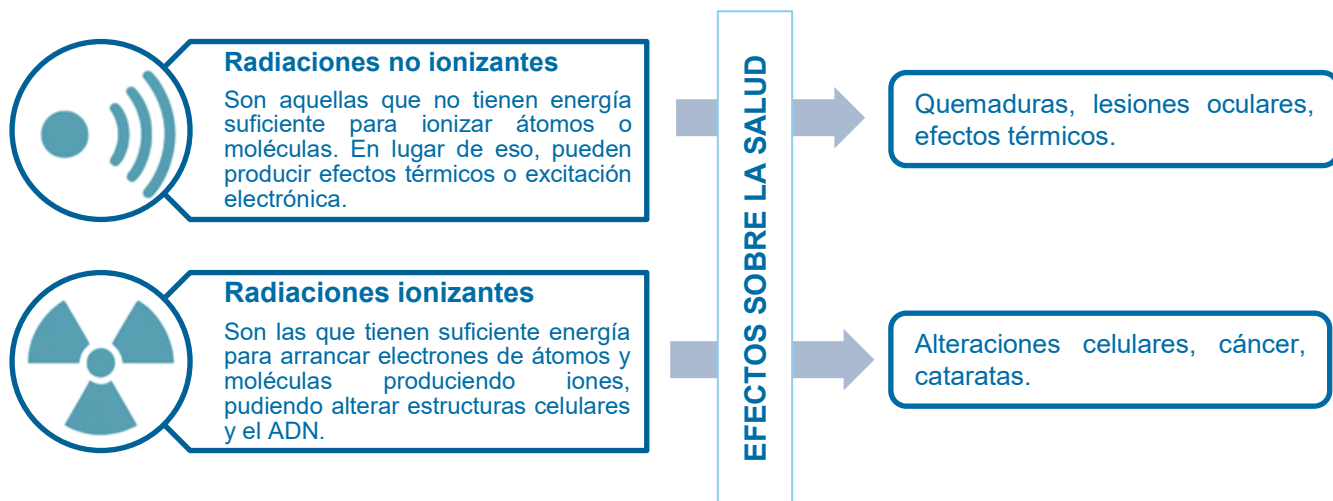 Radiaciones no ionizantes
Son aquellas que no tienen energía
suficiente para ionizar átomos o
moléculas. En lugar de eso, pueden
producir efectos térmicos o excitación
electrónica.
EFECTOS SOBRE LA SALUD
Quemaduras, lesiones oculares,
efectos térmicos.
Radiaciones ionizantes
Son las que tienen suficiente energía
para arrancar electrones de átomos y
moléculas produciendo iones,
pudiendo alterar estructuras celulares
y el ADN.
Alteraciones celulares, cáncer,
cataratas.